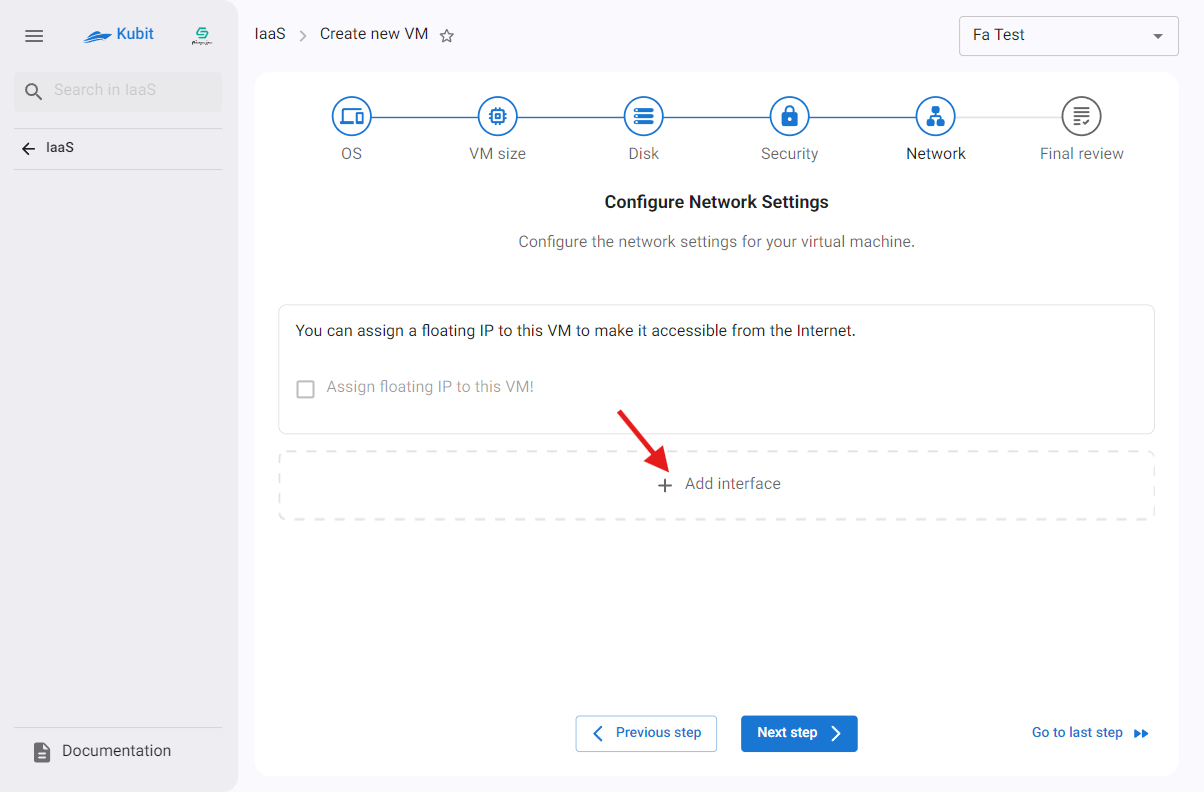 Kubit
IaaS
Create new VM
Fa Test
Search in IaaS
IaaS
OS
VM size
Disk
Security
Network
Final review
Configure Network Settings
Configure the network settings for your virtual machine.
You can assign a floating IP to this VM to make it accessible from the Internet.
Assign floating IP to this VM!
Add interface
Previous step
Next step
Go to last step
Documentation